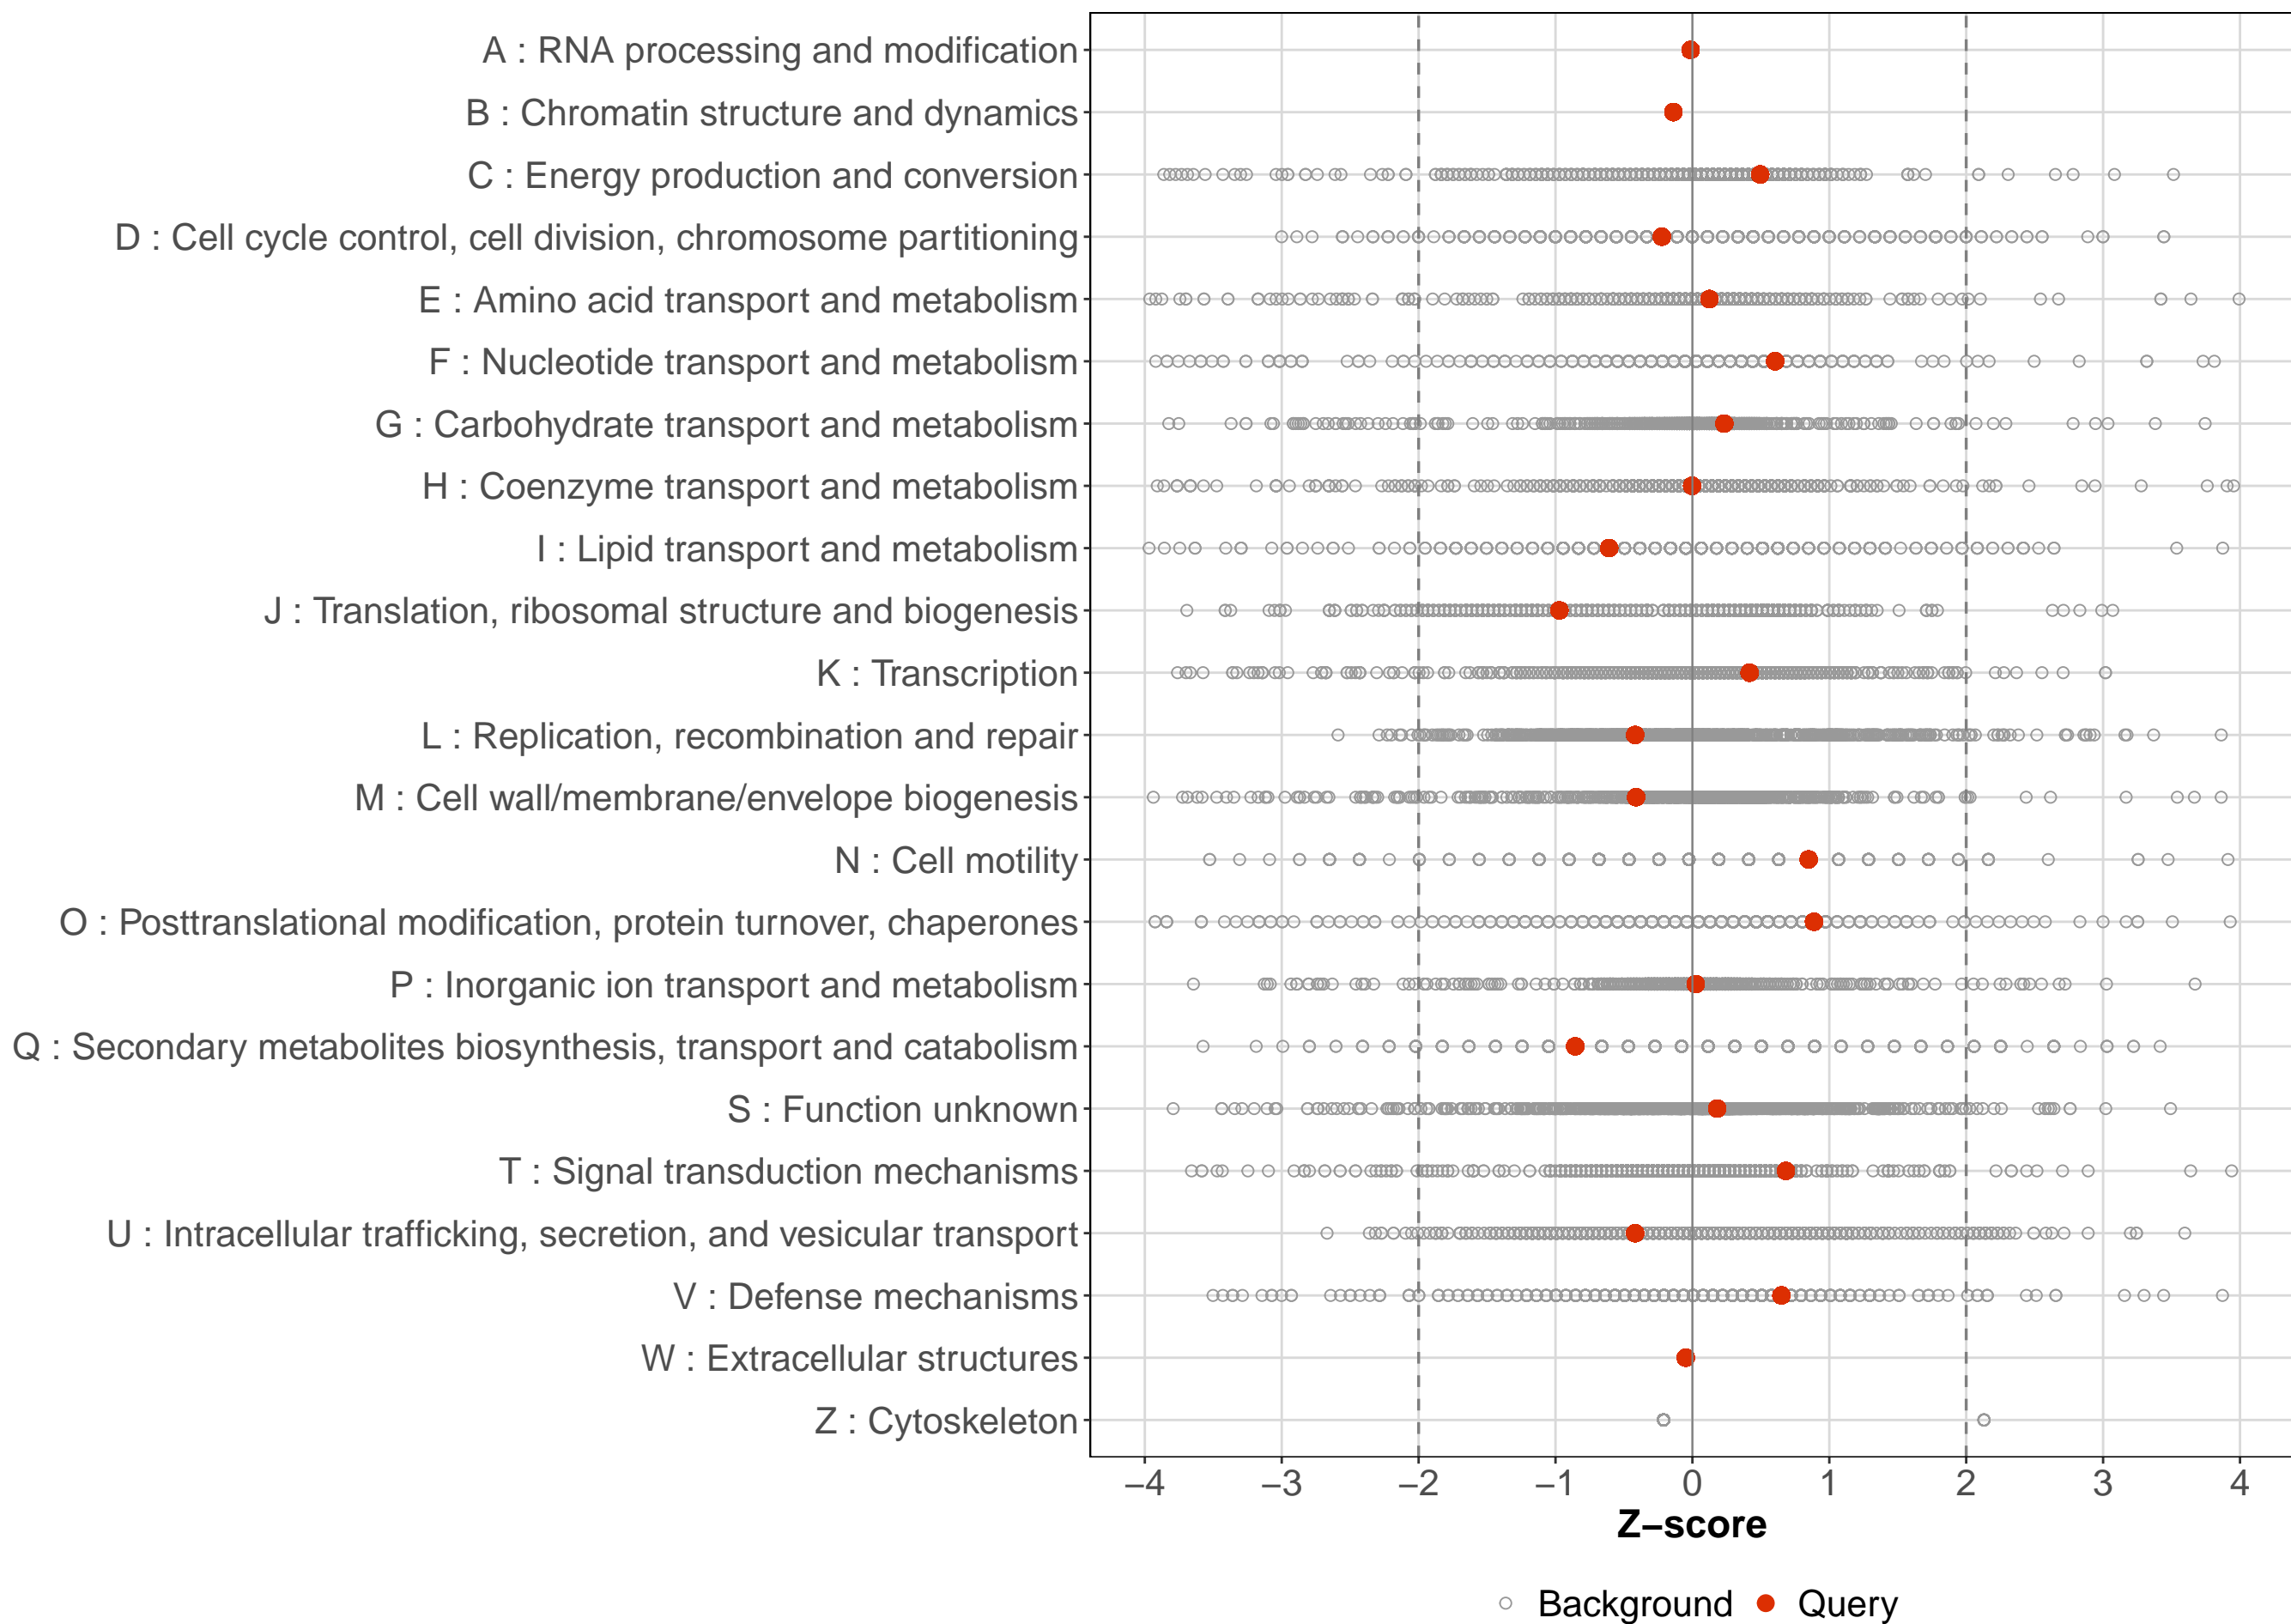 A : RNA processing and modification
B : Chromatin structure and dynamics
C : Energy production and conversion
D : Cell cycle control, cell division, chromosome partitioning
E : Amino acid transport and metabolism
F : Nucleotide transport and metabolism
G : Carbohydrate transport and metabolism
H : Coenzyme transport and metabolism
I : Lipid transport and metabolism
J : Translation, ribosomal structure and biogenesis
K : Transcription
L : Replication, recombination and repair
M : Cell wall/membrane/envelope biogenesis
N : Cell motility
O : Posttranslational modification, protein turnover, chaperones
P : Inorganic ion transport and metabolism
Q : Secondary metabolites biosynthesis, transport and catabolism
S : Function unknown
T : Signal transduction mechanisms
U : Intracellular trafficking, secretion, and vesicular transport
V : Defense mechanisms
W : Extracellular structures
Z : Cytoskeleton
−4 −3 −2 −1 0 1 2 3 4
Z−score
Background Query